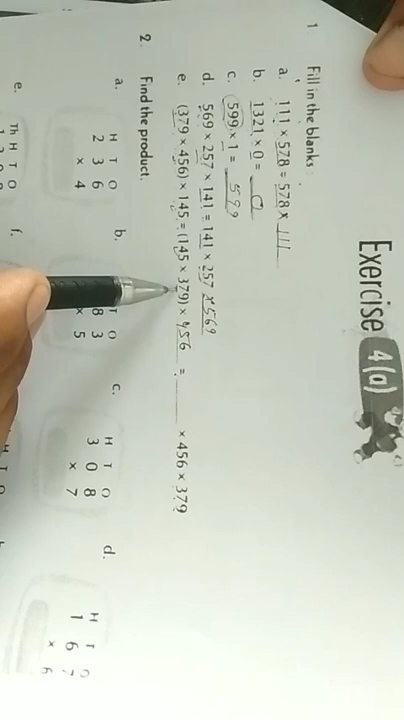 Exercise 4(a)
1. Fill in the blanks:
a. 111 × 578 = 578 × 111
b. 1321 × 0 = 0
c. 599 × 1 = 599
d. 569 × 257 × 141 = 141 × 257 × 569
e. (379 × 456) × 145 = (145 × 379) × 456 = ____ × 456 × 379
2. Find the product.
a. H T O
2 3 6
× 4
b. T O
8 3
× 5
c. H T O
3 0 8
× 7
d. H T O
1 6 7
× 6
e. Th H T O
f.